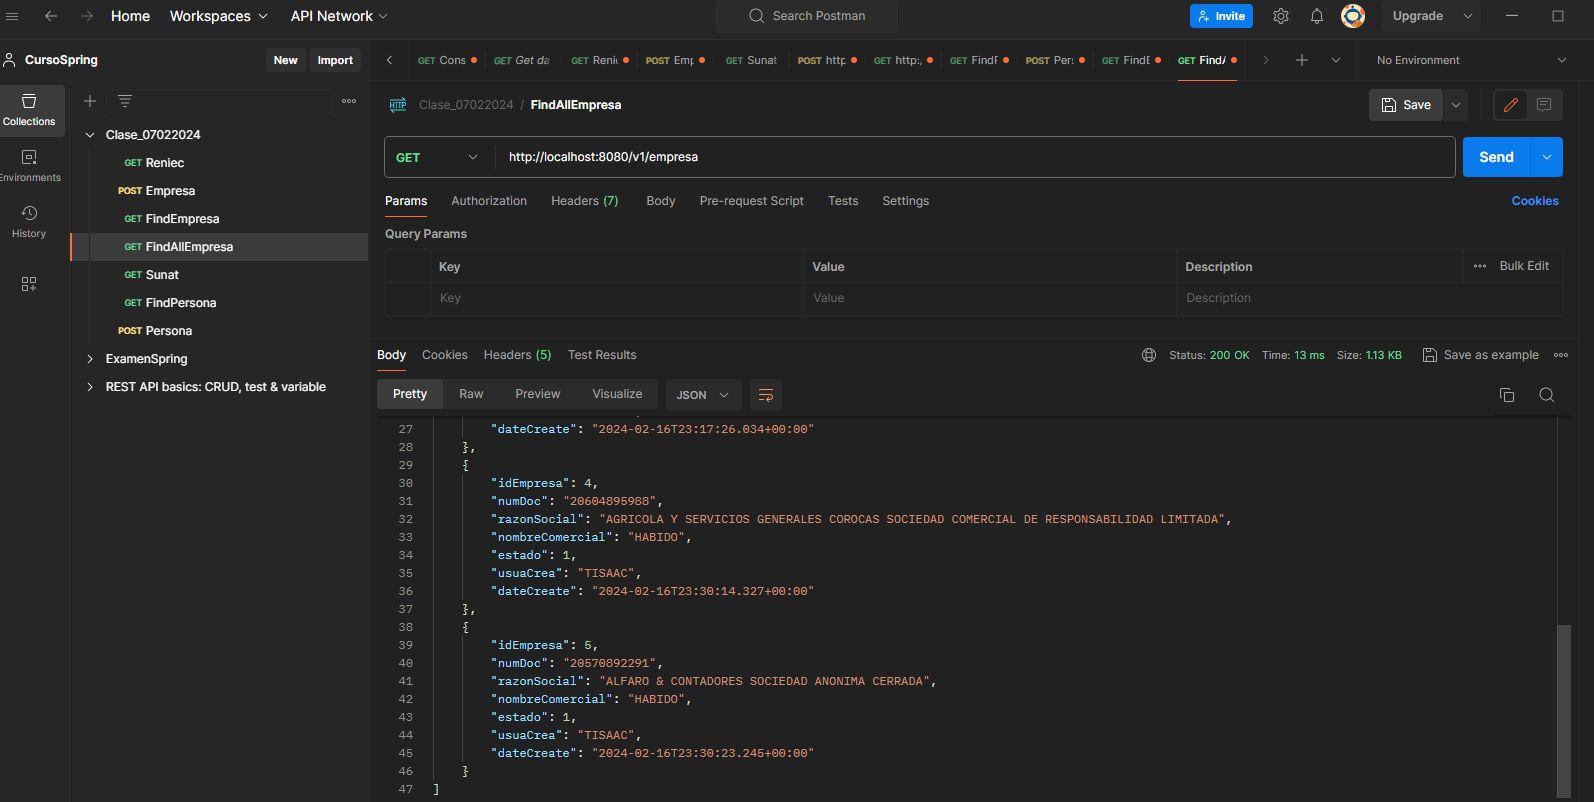 Home Workspaces API Network Search Postman Invite Upgrade
CursoSpring New Import GET Cons GET Get da GET Reni POST Emp GET Sunat POST http GET http:/ GET FindP POST Per: GET FindE GET FindA No Environment
Clase_07022024 / FindAllEmpresa Save
Collections
Environments
History
Clase_07022024
GET Reniec
POST Empresa
GET FindEmpresa
GET FindAllEmpresa
GET Sunat
GET FindPersona
POST Persona
ExamenSpring
REST API basics: CRUD, test & variable
HTTP
GET http://localhost:8080/v1/empresa Send
Params Authorization Headers (7) Body Pre-request Script Tests Settings Cookies
Query Params
Key Value Description Bulk Edit
Key Value Description
Body Cookies Headers (5) Test Results Status: 200 OK Time: 13 ms Size: 1.13 KB Save as example
Pretty Raw Preview Visualize JSON
27 "dateCreate": "2024-02-16T23:17:26.034+00:00"
28 },
29 {
30 "idEmpresa": 4,
31 "numDoc": "20604895988",
32 "razonSocial": "AGRICOLA Y SERVICIOS GENERALES COROCAS SOCIEDAD COMERCIAL DE RESPONSABILIDAD LIMITADA",
33 "nombreComercial": "HABIDO",
34 "estado": 1,
35 "usuaCrea": "TISAAC",
36 "dateCreate": "2024-02-16T23:30:14.327+00:00"
37 },
38 {
39 "idEmpresa": 5,
40 "numDoc": "20570892291",
41 "razonSocial": "ALFARO & CONTADORES SOCIEDAD ANONIMA CERRADA",
42 "nombreComercial": "HABIDO",
43 "estado": 1,
44 "usuaCrea": "TISAAC",
45 "dateCreate": "2024-02-16T23:30:23.245+00:00"
46 }
47 ]